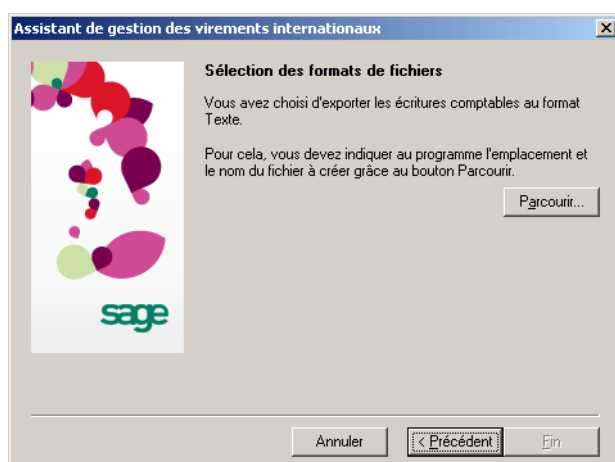 Assistant de gestion des virements internationaux
Sélection des formats de fichiers
Vous avez choisi d'exporter les écritures comptables au format
Texte.
Pour cela, vous devez indiquer au programme l'emplacement et
le nom du fichier à créer grâce au bouton Parcourir.
Parcourir...
sage
Annuler
< Précédent
Fin